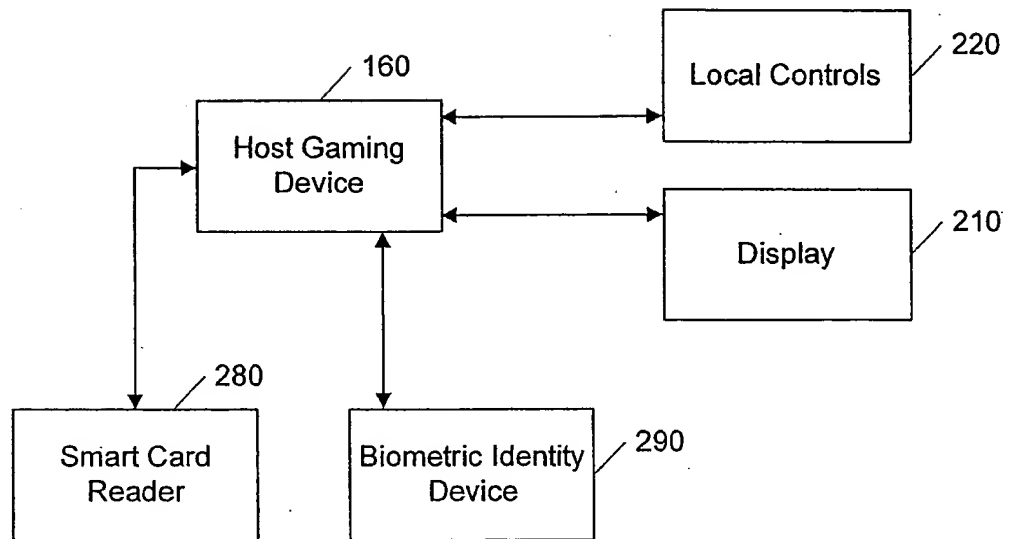 220
Local Controls
160
Host Gaming
Device
210
Display
280
Smart Card
Reader
290
Biometric Identity
Device